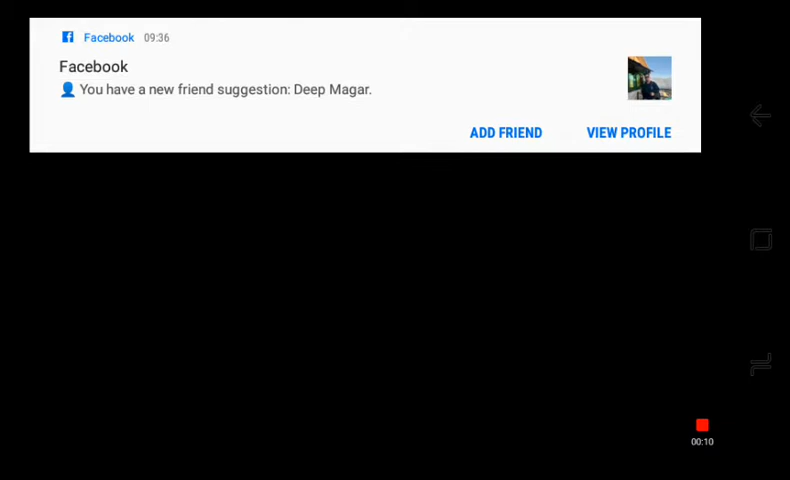 Facebook 09:36
Facebook
You have a new friend suggestion: Deep Magar.
ADD FRIEND VIEW PROFILE
00:10